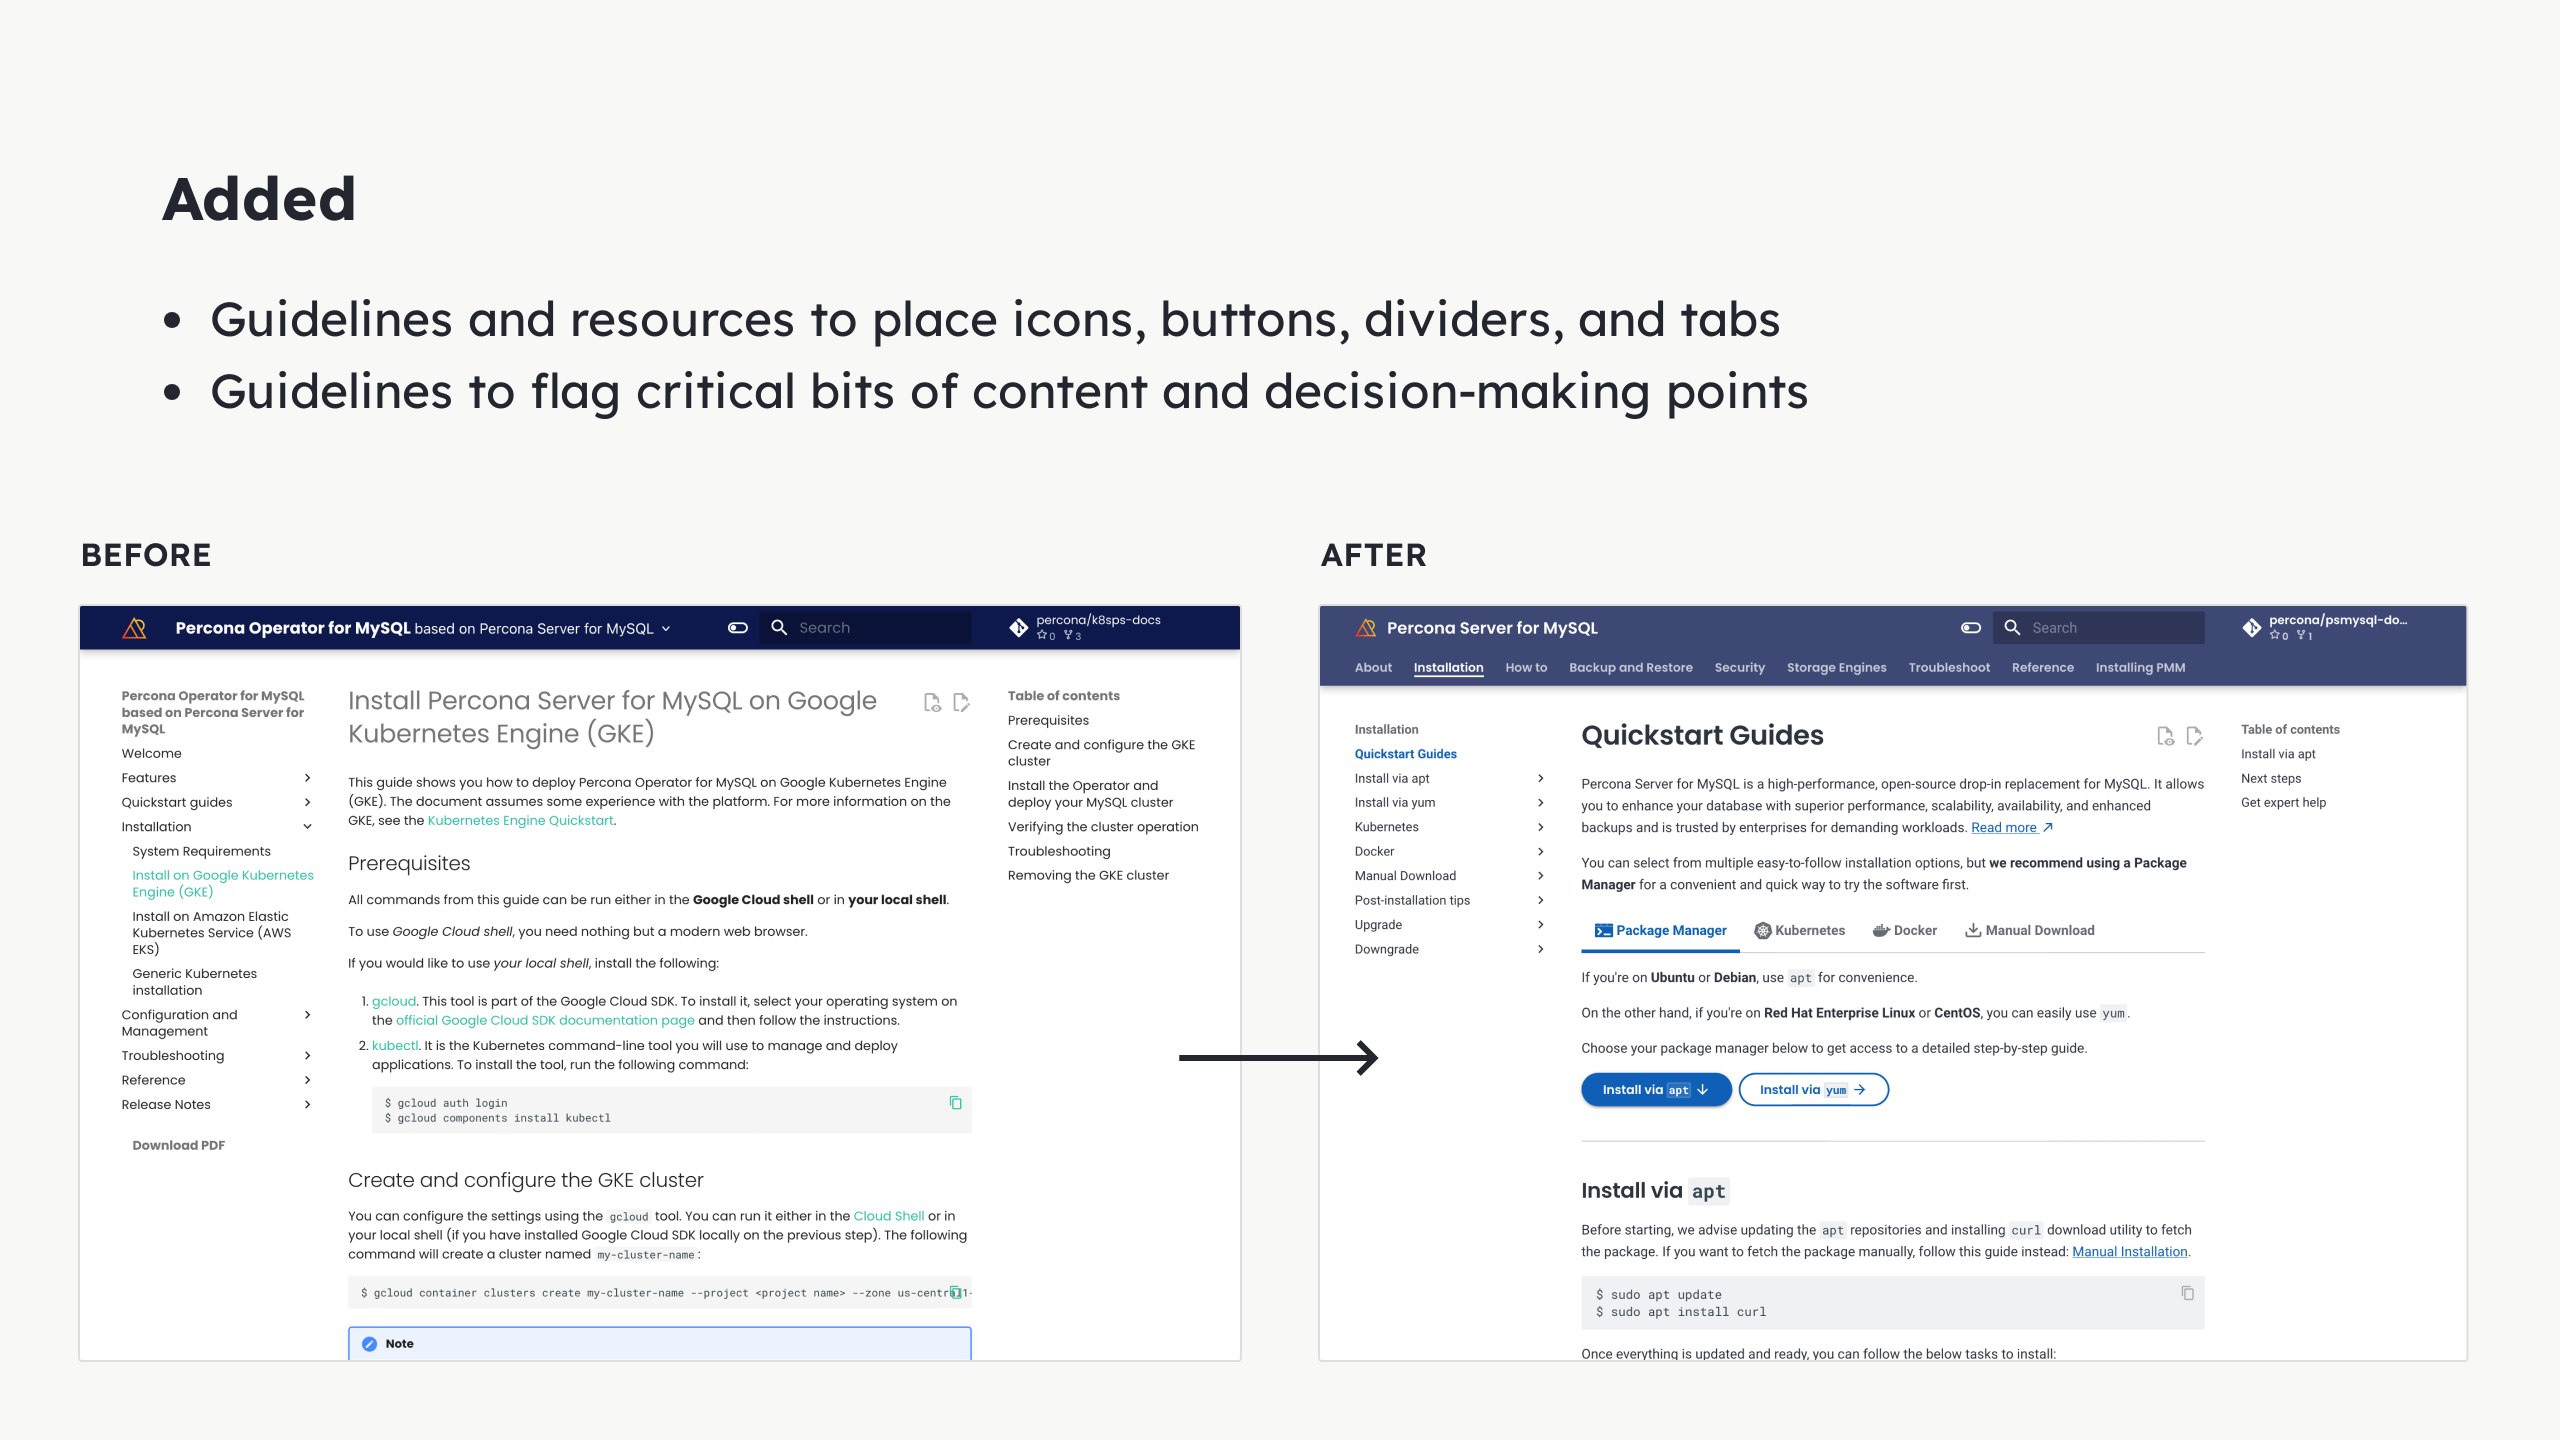 Added
• Guidelines and resources to place icons, buttons, dividers, and tabs
• Guidelines to flag critical bits of content and decision-making points
BEFORE
Percona Operator for MySQL based on Percona Server for MySQL
Search
percona/k8sps-docs
0 3
Percona Operator for MySQL
based on Percona Server for
MySQL
Welcome
Features
Quickstart guides
Installation
System Requirements
Install on Google Kubernetes
Engine (GKE)
Install on Amazon Elastic
Kubernetes Service (AWS
EKS)
Generic Kubernetes
installation
Configuration and
Management
Troubleshooting
Reference
Release Notes
Download PDF
Install Percona Server for MySQL on Google
Kubernetes Engine (GKE)
This guide shows you how to deploy Percona Operator for MySQL on Google Kubernetes Engine
(GKE). The document assumes some experience with the platform. For more information on the
GKE, see the Kubernetes Engine Quickstart.
Prerequisites
All commands from this guide can be run either in the Google Cloud shell or in your local shell.
To use Google Cloud shell, you need nothing but a modern web browser.
If you would like to use your local shell, install the following:
1. gcloud. This tool is part of the Google Cloud SDK. To install it, select your operating system on
the official Google Cloud SDK documentation page and then follow the instructions.
2. kubectl. It is the Kubernetes command-line tool you will use to manage and deploy
applications. To install the tool, run the following command:
$ gcloud auth login
$ gcloud components install kubectl
Create and configure the GKE cluster
You can configure the settings using the gcloud tool. You can run it either in the Cloud Shell or in
your local shell (if you have installed Google Cloud SDK locally on the previous step). The following
command will create a cluster named my-cluster-name:
$ gcloud container clusters create my-cluster-name --project <project name> --zone us-central1-
Note
Table of contents
Prerequisites
Create and configure the GKE
cluster
Install the Operator and
deploy your MySQL cluster
Verifying the cluster operation
Troubleshooting
Removing the GKE cluster
AFTER
Percona Server for MySQL
Search
percona/psmysql-do...
0 1
About Installation How to Backup and Restore Security Storage Engines Troubleshoot Reference Installing PMM
Installation
Quickstart Guides
Install via apt
Install via yum
Kubernetes
Docker
Manual Download
Post-installation tips
Upgrade
Downgrade
Quickstart Guides
Percona Server for MySQL is a high-performance, open-source drop-in replacement for MySQL. It allows
you to enhance your database with superior performance, scalability, availability, and enhanced
backups and is trusted by enterprises for demanding workloads. Read more
You can select from multiple easy-to-follow installation options, but we recommend using a Package
Manager for a convenient and quick way to try the software first.
Package Manager Kubernetes Docker Manual Download
If you're on Ubuntu or Debian, use apt for convenience.
On the other hand, if you're on Red Hat Enterprise Linux or CentOS, you can easily use yum.
Choose your package manager below to get access to a detailed step-by-step guide.
Install via apt ↓ Install via yum →
Install via apt
Before starting, we advise updating the apt repositories and installing curl download utility to fetch
the package. If you want to fetch the package manually, follow this guide instead: Manual Installation.
$ sudo apt update
$ sudo apt install curl
Once everything is updated and ready, you can follow the below tasks to install:
Table of contents
Install via apt
Next steps
Get expert help